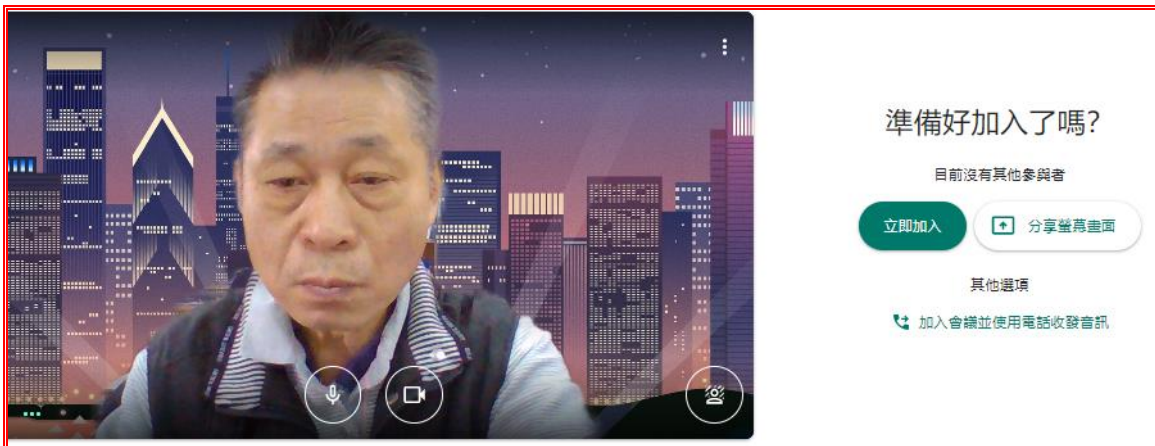 準備好加入了嗎?
目前沒有其他參與者
立即加入
分享螢幕畫面
其他選項
加入會議並使用電話收發音訊